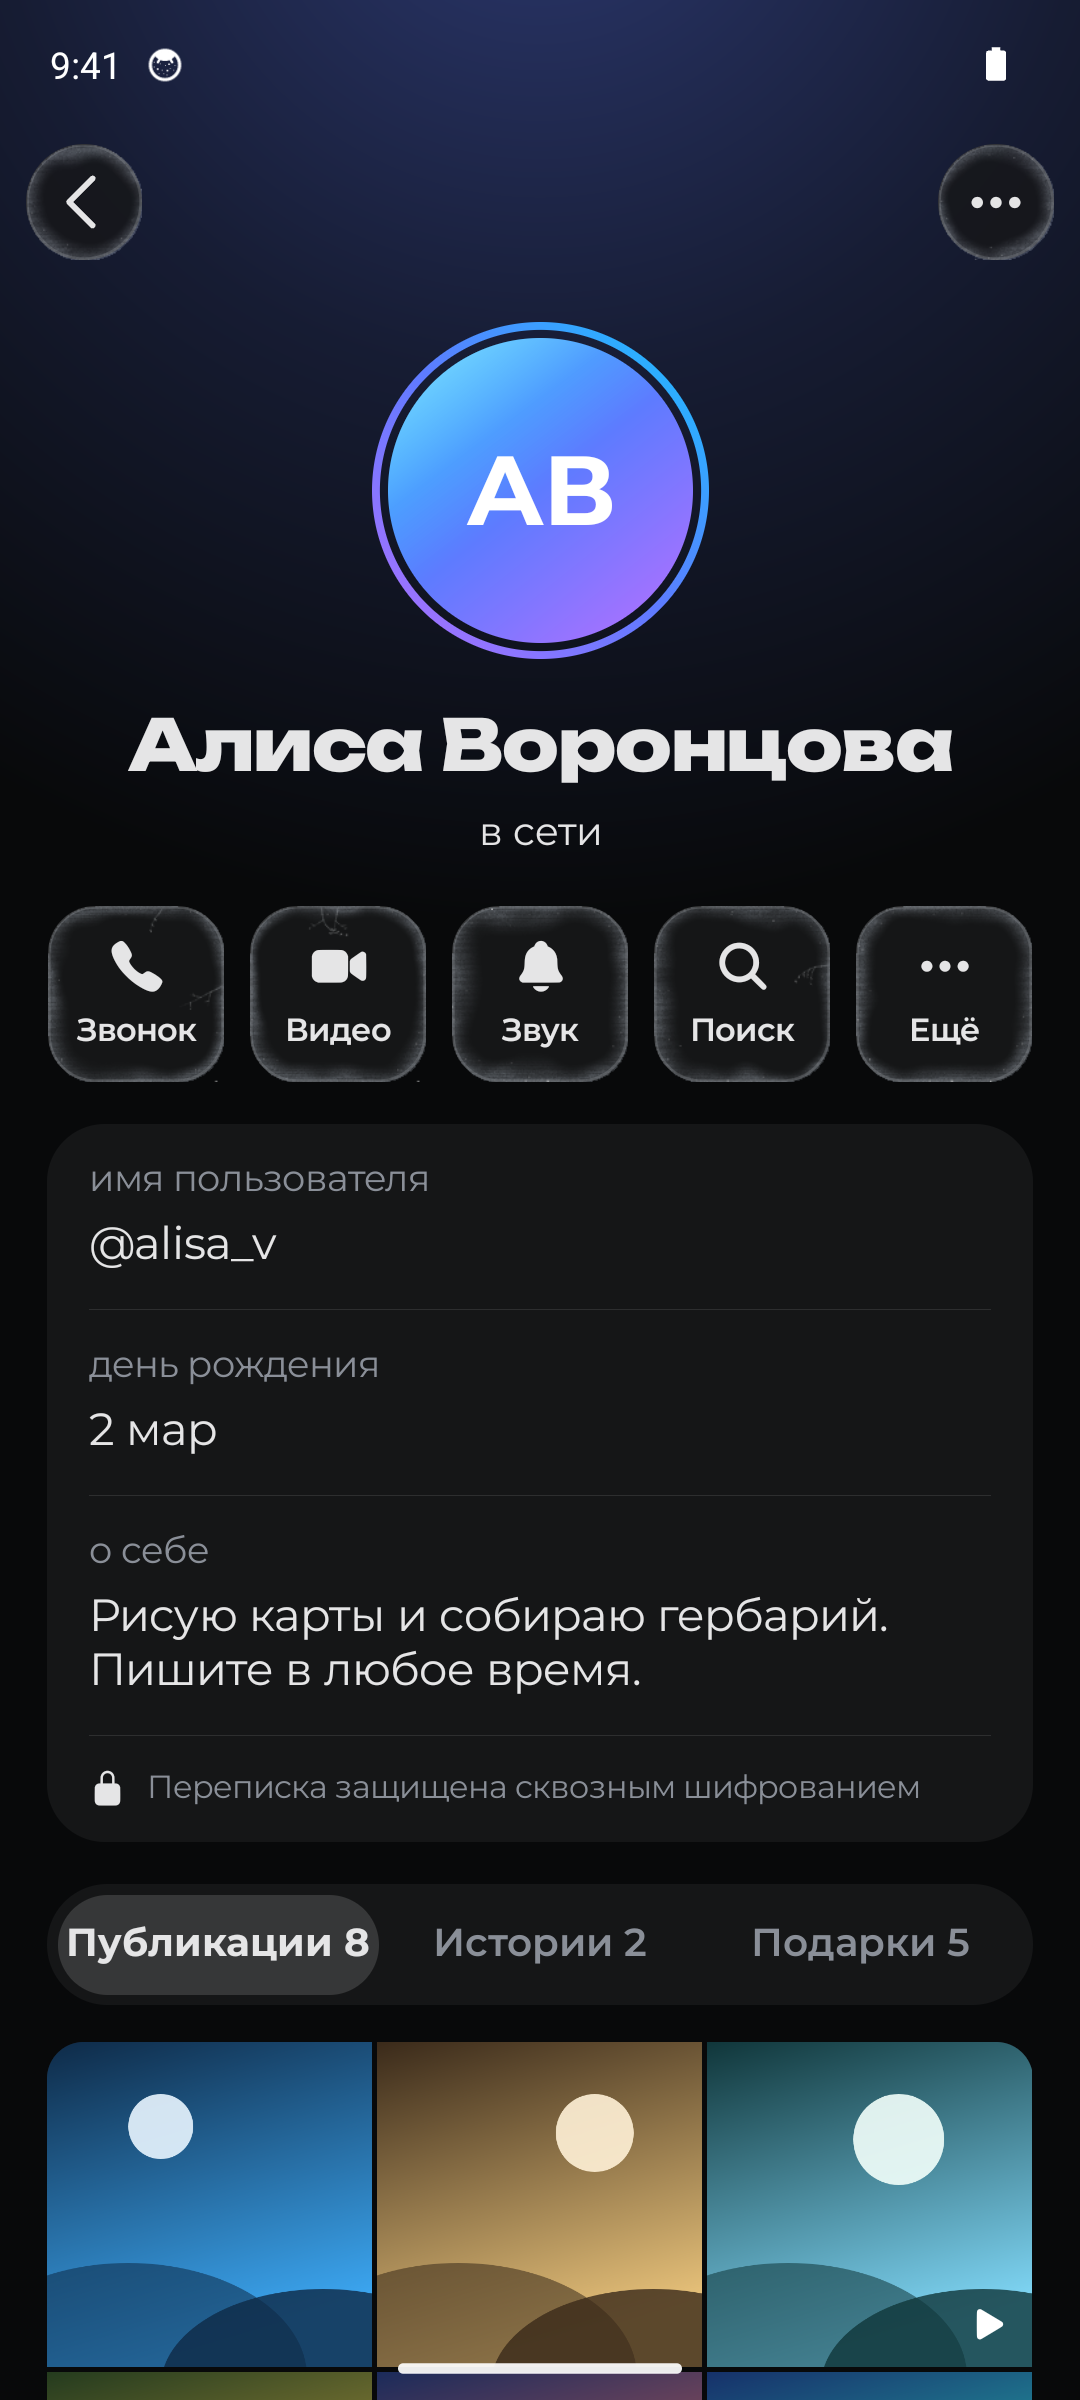 9:41
АВ
Алиса Воронцова
в сети
Звонок
Видео
Звук
Поиск
Ещё
имя пользователя
@alisa_v
день рождения
2 мар
о себе
Рисую карты и собираю гербарий.
Пишите в любое время.
Переписка защищена сквозным шифрованием
Публикации 8
Истории 2
Подарки 5